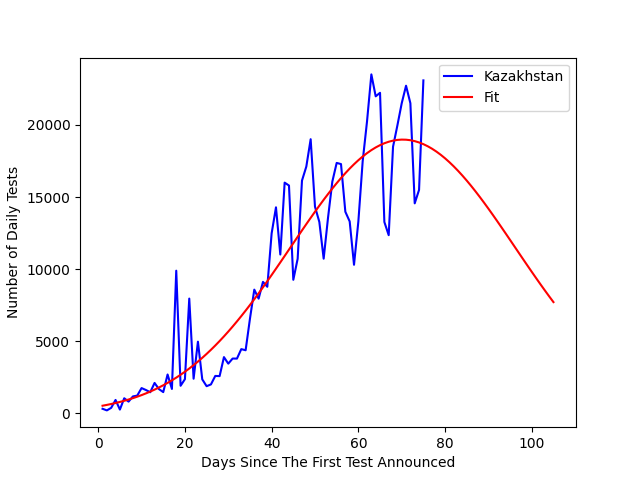 Kazakhstan
Fit
Number of Daily Tests
20000
15000
10000
5000
0
0 20 40 60 80 100
Days Since The First Test Announced